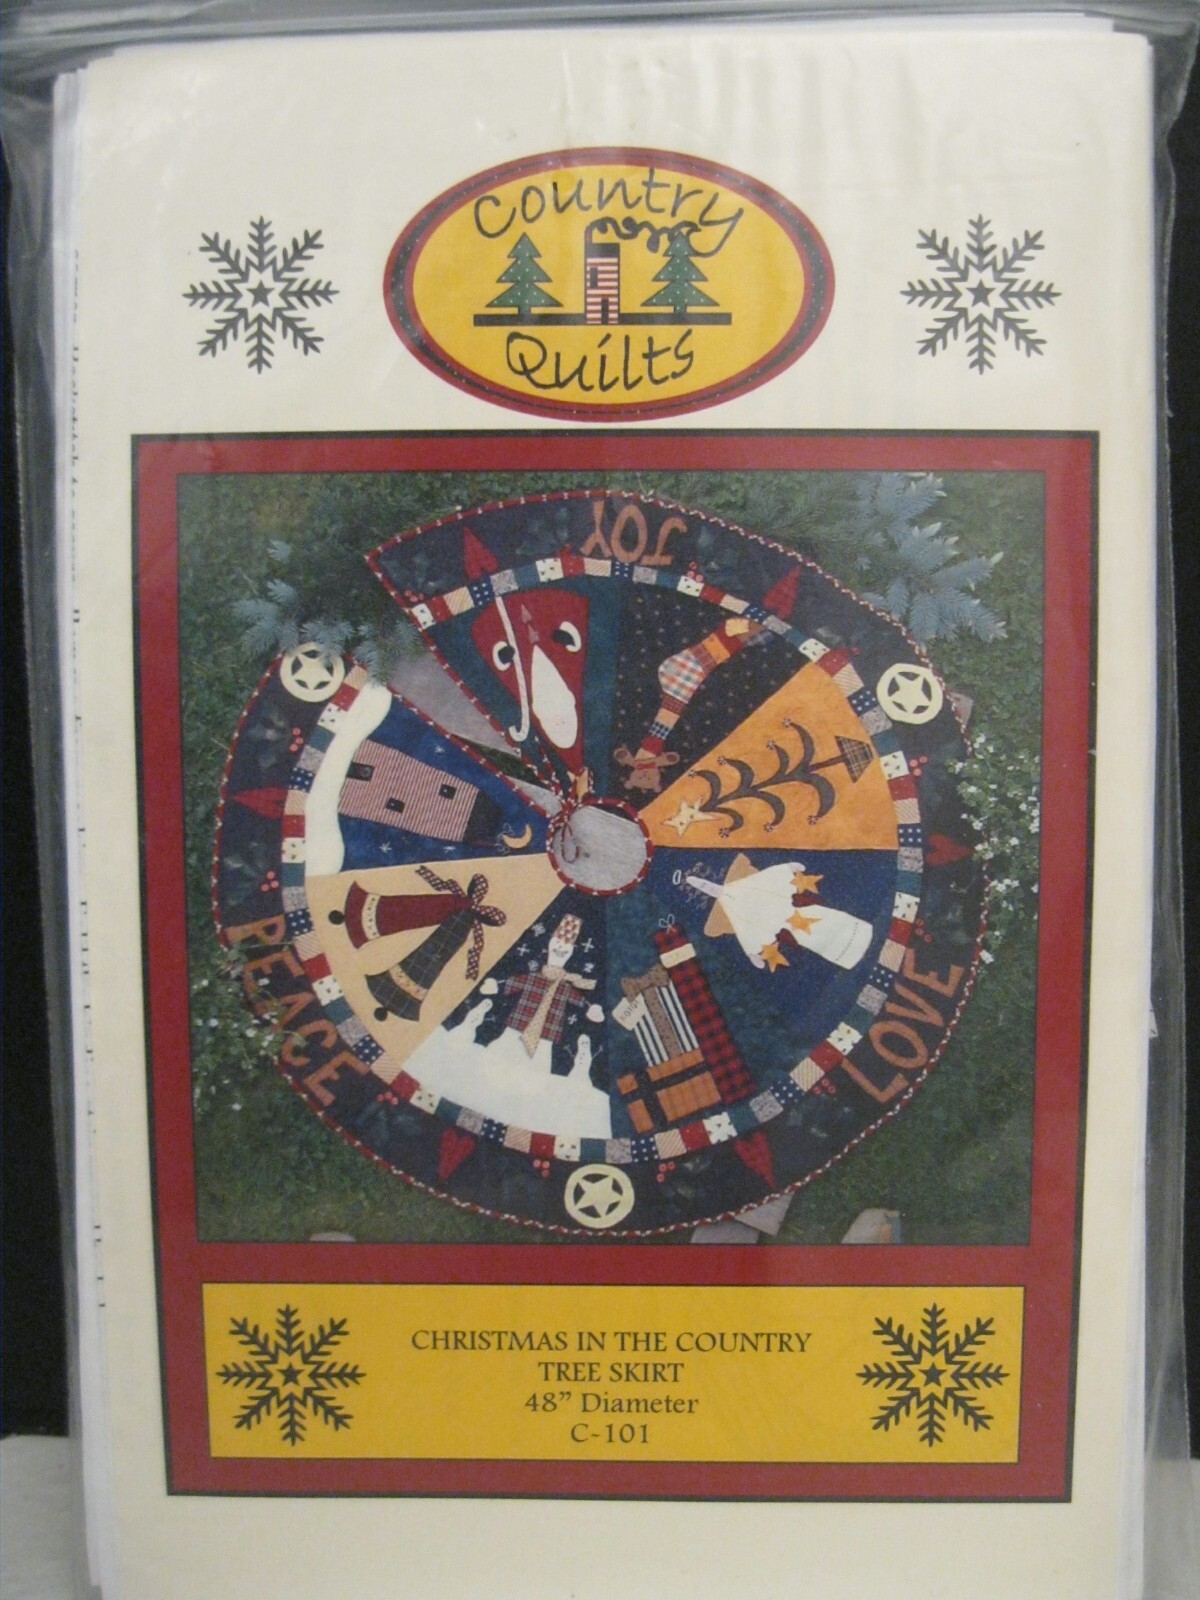 Country
Quilts
JOY
PEACE
LOVE
CHRISTMAS IN THE COUNTRY
TREE SKIRT
48” Diameter
C-101